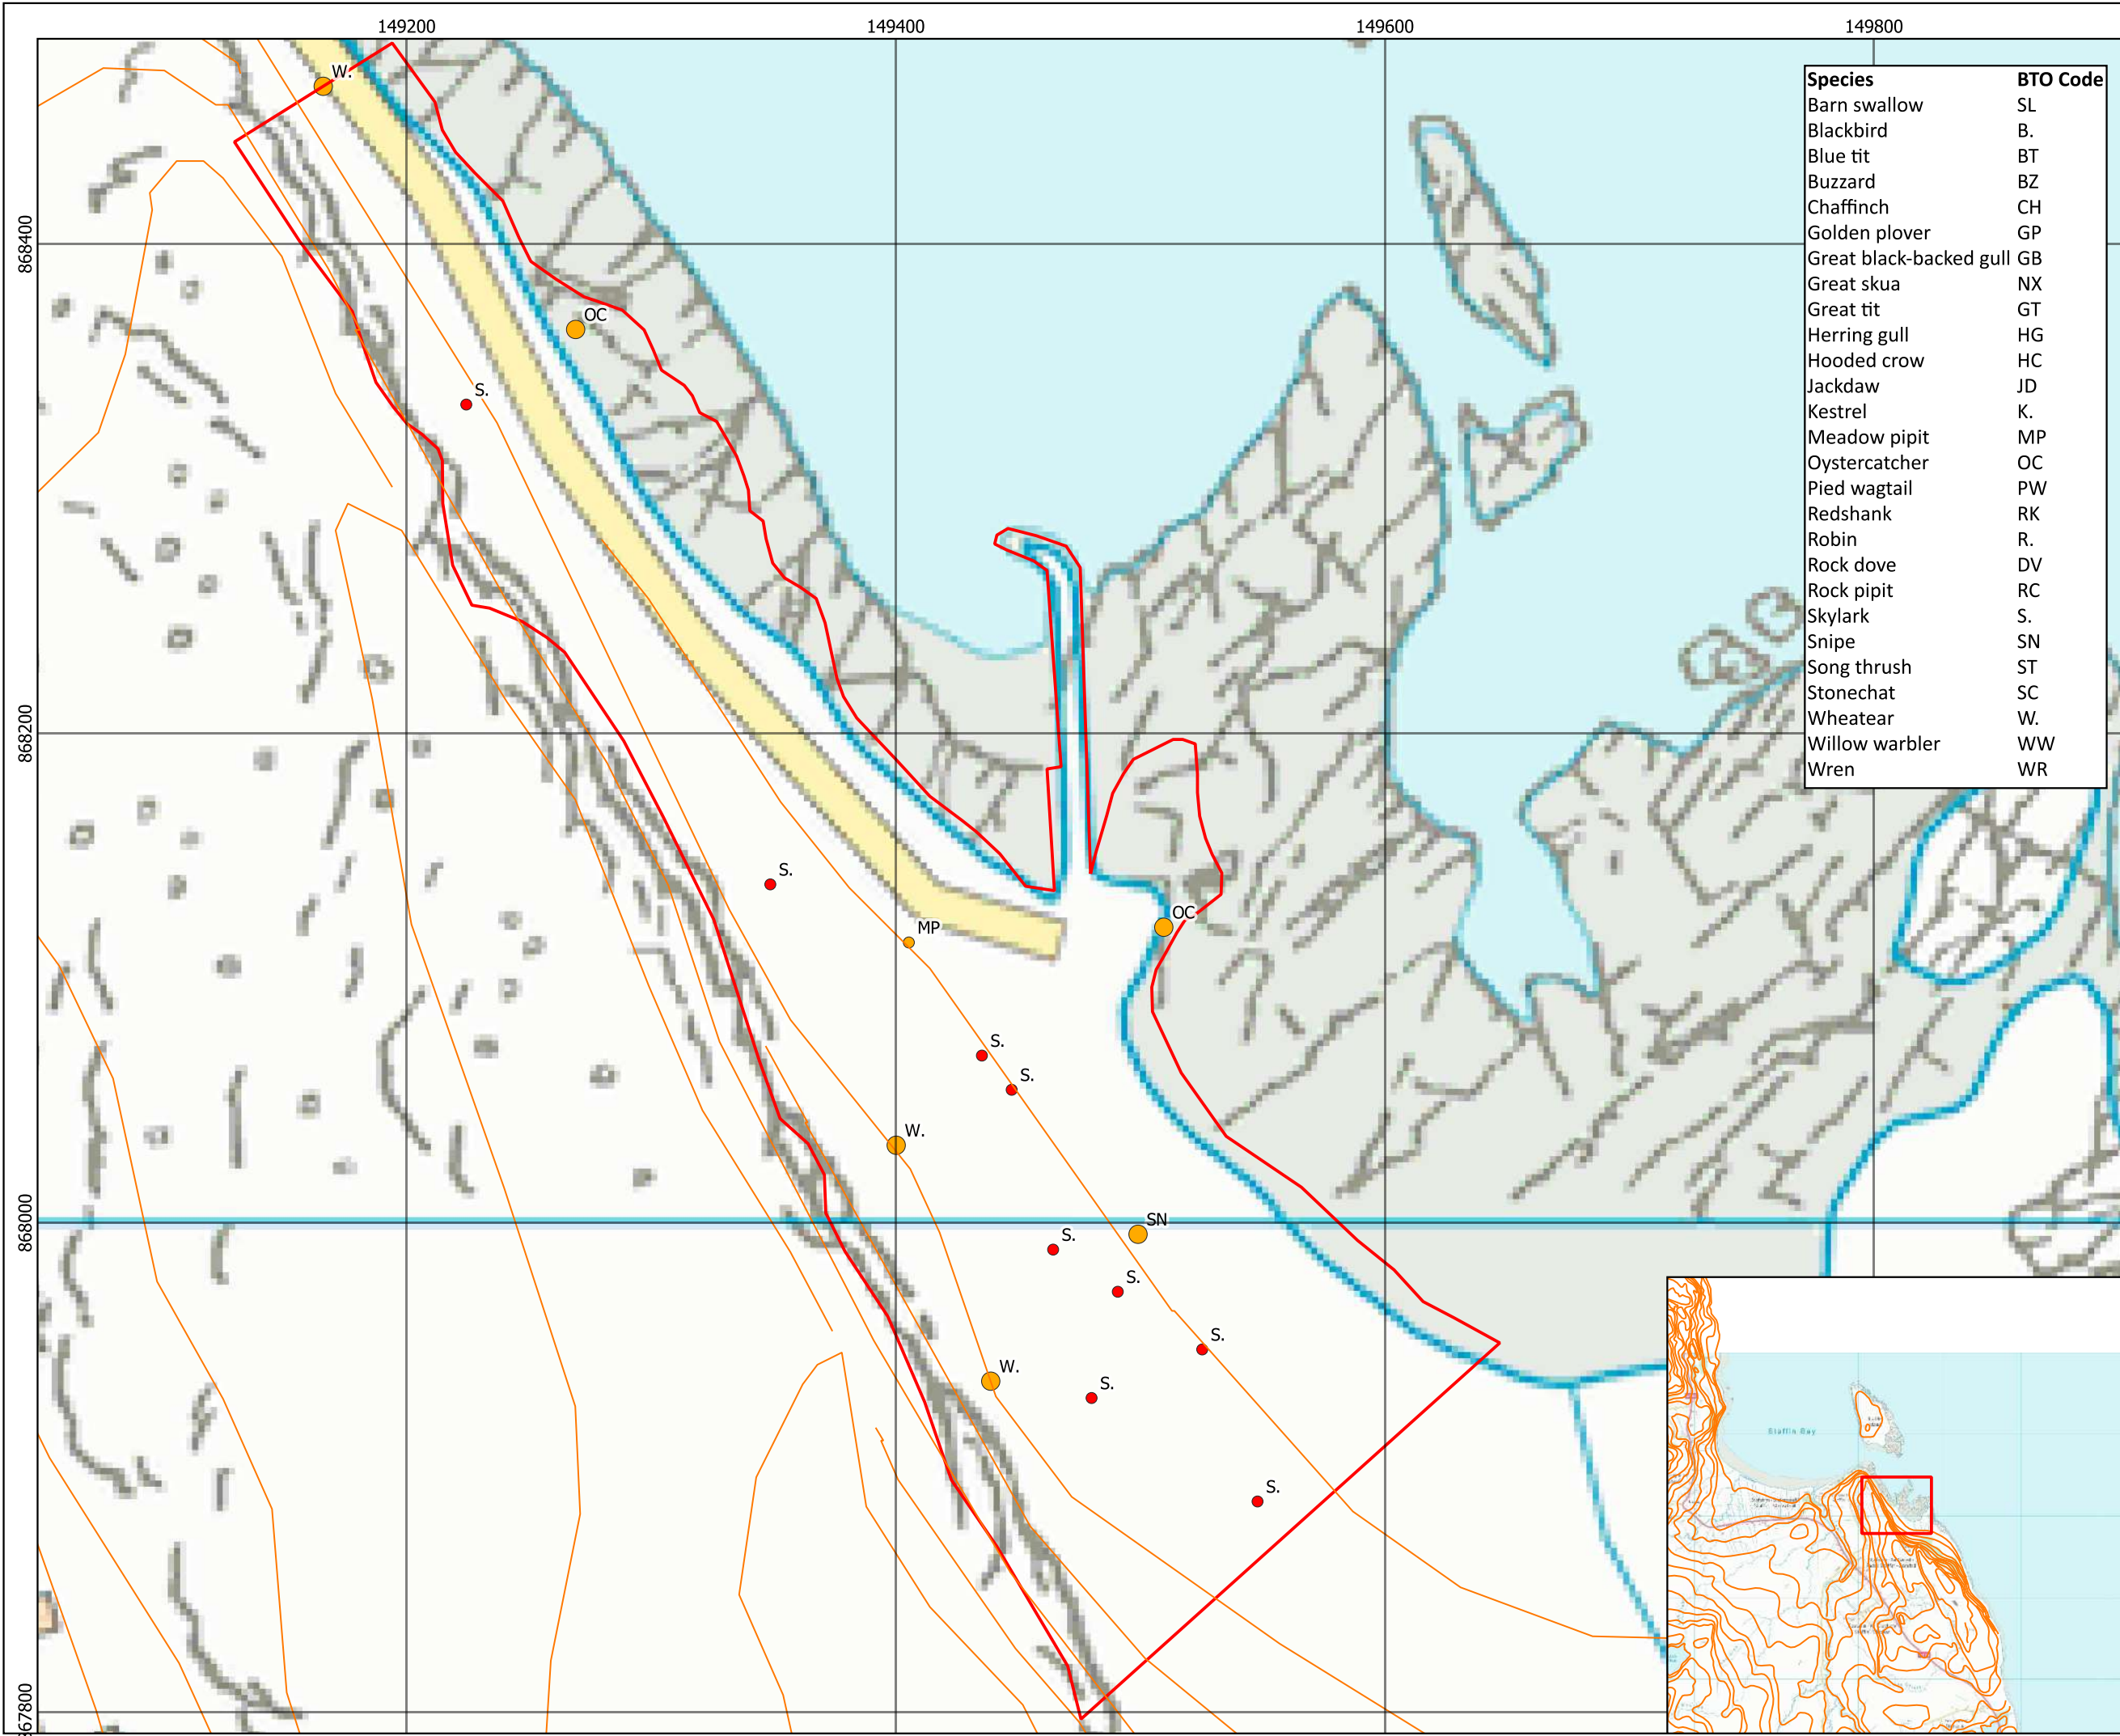 149200 149400 149600 149800
868400
868200
868000
867800
Species BTO Code
Barn swallow SL
Blackbird B.
Blue tit BT
Buzzard BZ
Chaffinch CH
Golden plover GP
Great black-backed gull GB
Great skua NX
Great tit GT
Herring gull HG
Hooded crow HC
Jackdaw JD
Kestrel K.
Meadow pipit MP
Oystercatcher OC
Pied wagtail PW
Redshank RK
Robin R.
Rock dove DV
Rock pipit RC
Skylark S.
Snipe SN
Song thrush ST
Stonechat SC
Wheatear W.
Willow warbler WW
Wren WR
W.
OC
S.
S.
OC
MP
S.
S.
W.
SN
S.
S.
S.
W.
S.
S.
Staffin Bay